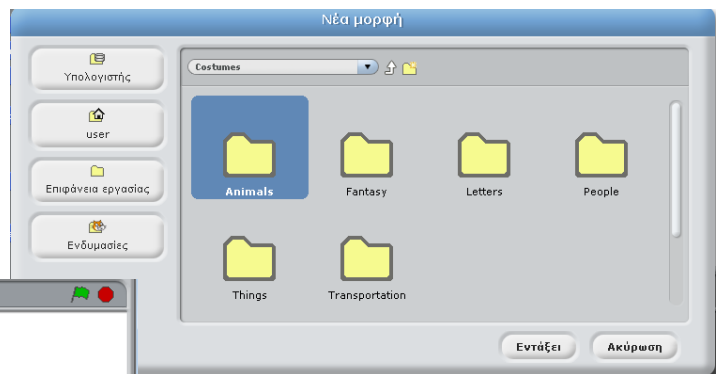 Νέα μορφή
Υπολογιστής
user
Επιφάνεια εργασίας
Ενδυμασίες
Costumes
Animals
Fantasy
Letters
People
Things
Transportation
Εντάξει
Ακύρωση